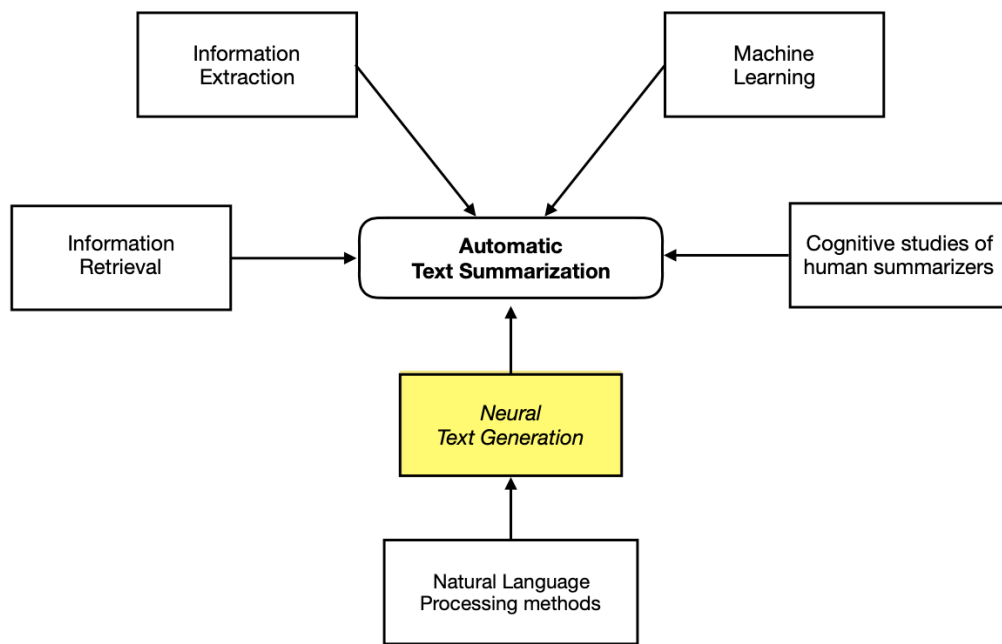 Information
Extraction
Machine
Learning
Information
Retrieval
Automatic
Text Summarization
Cognitive studies of
human summarizers
Neural
Text Generation
Natural Language
Processing methods